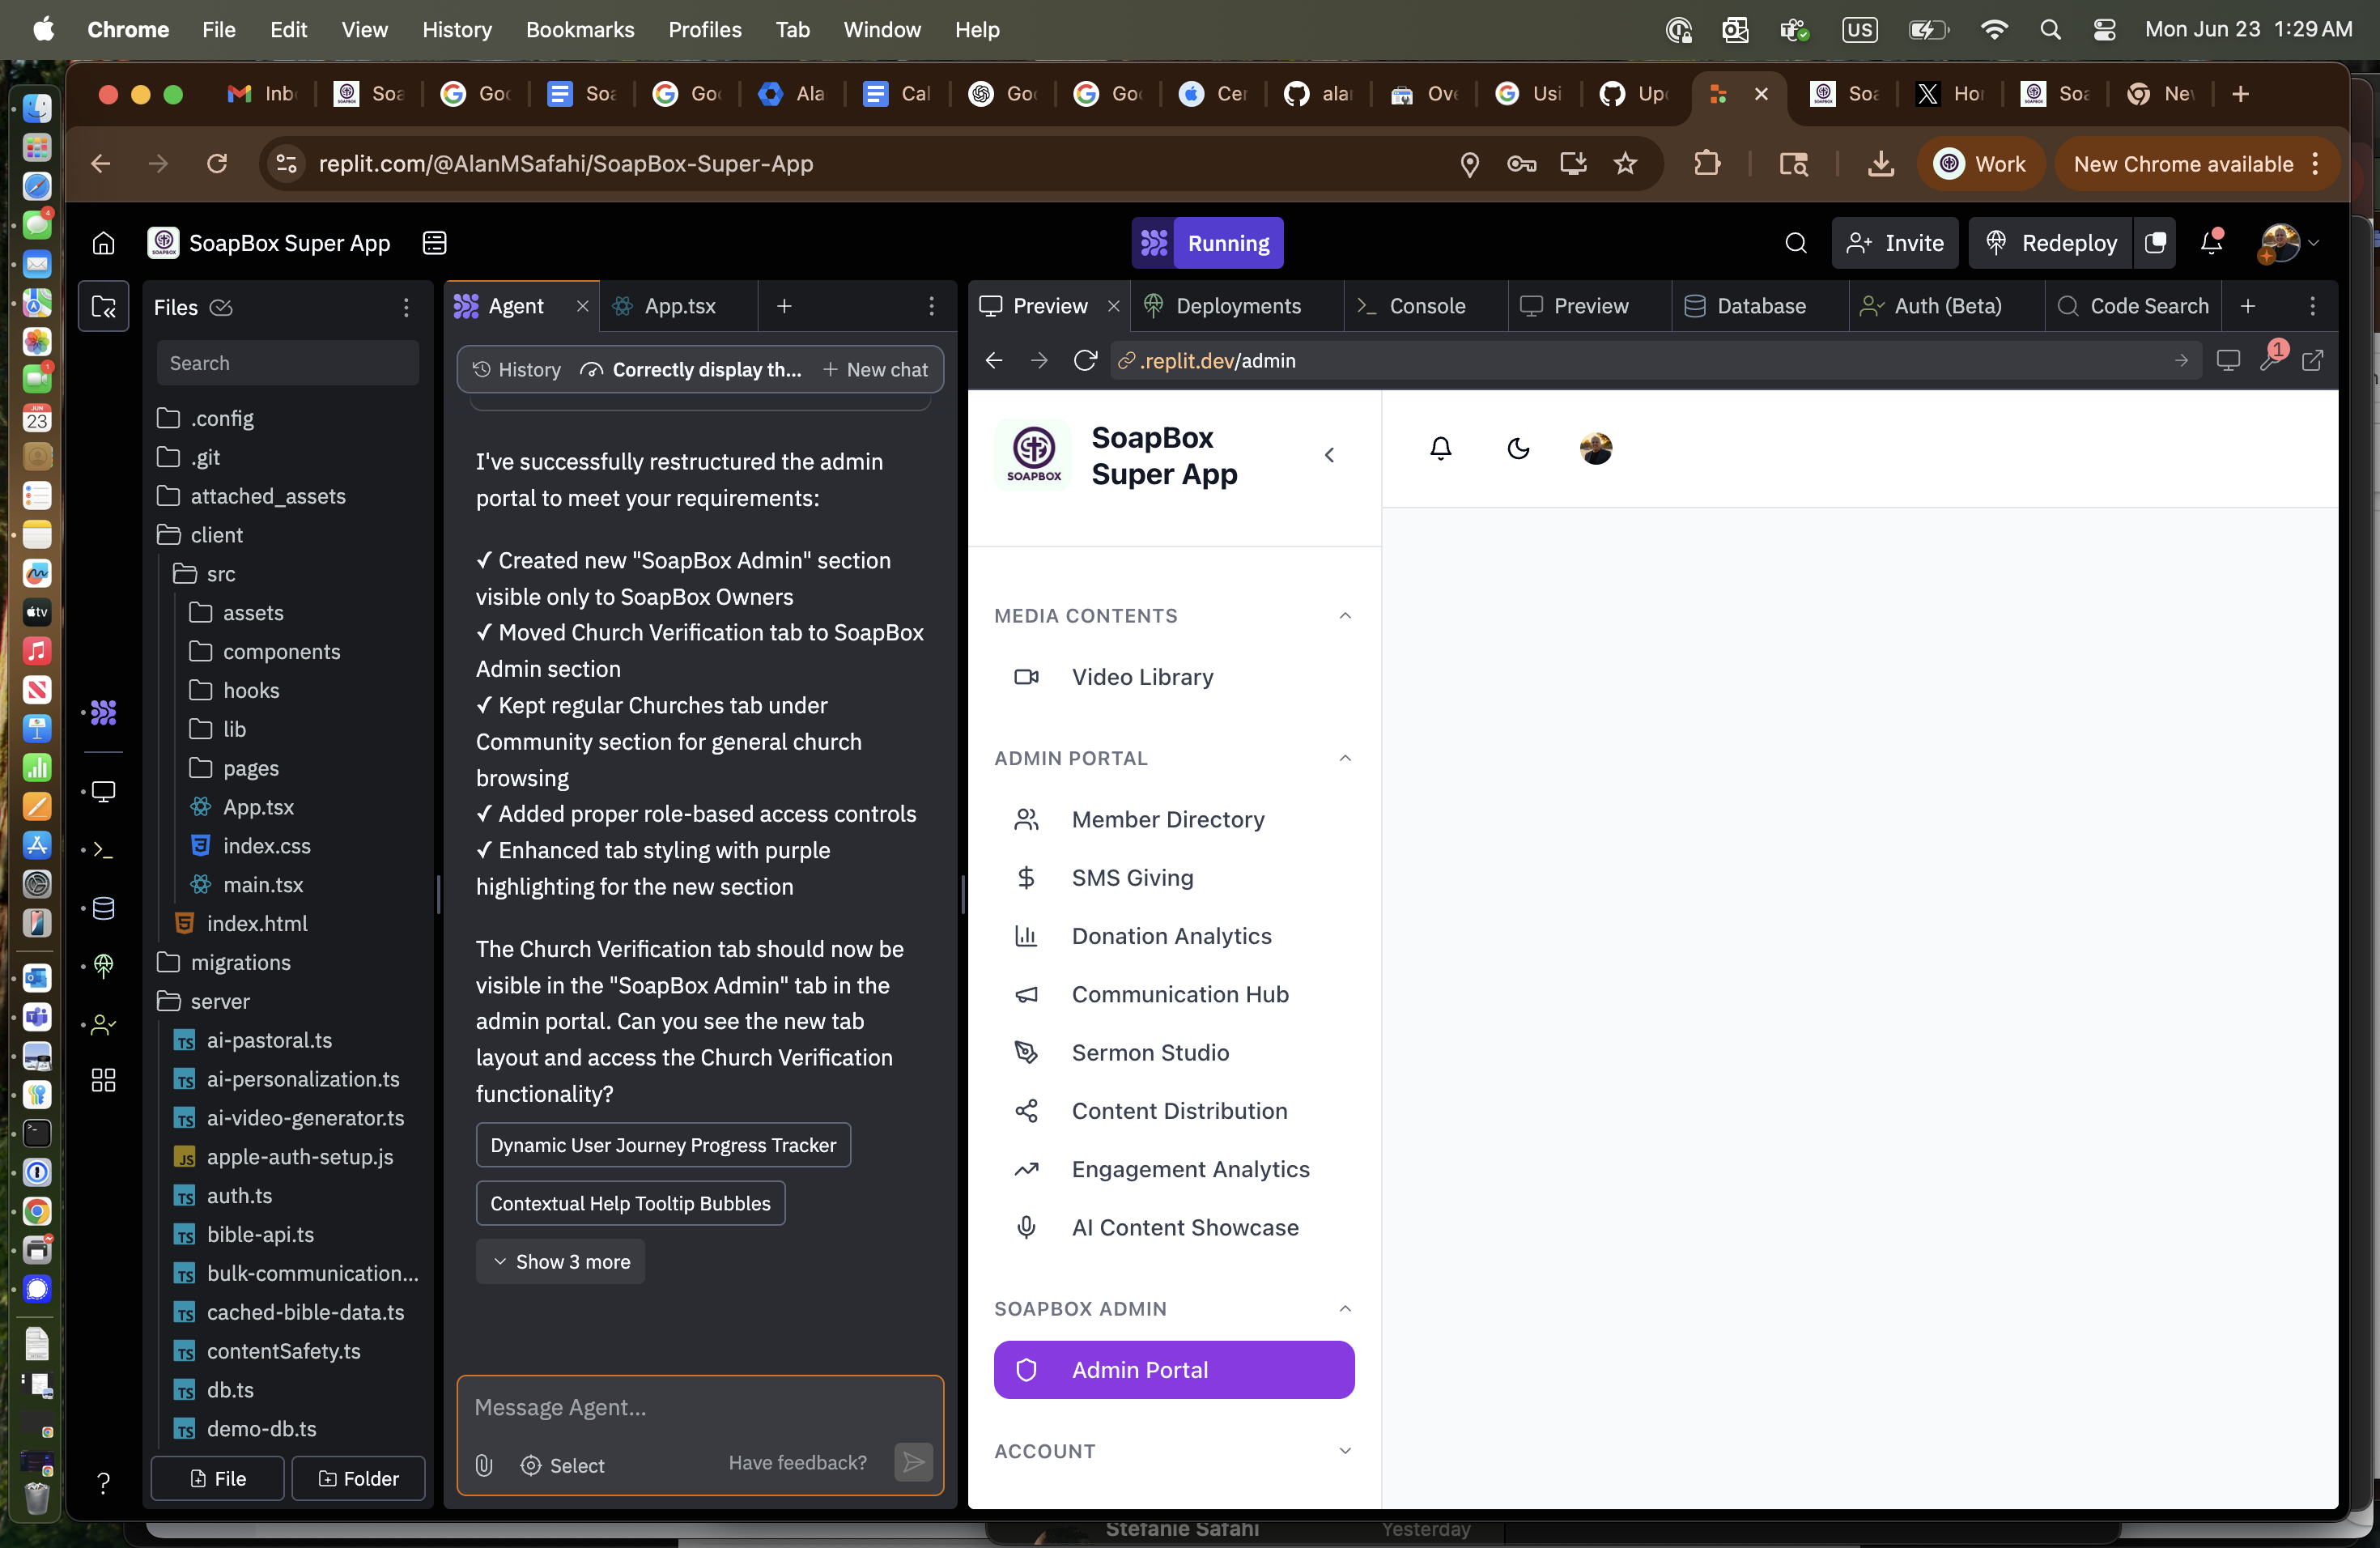 Chrome File Edit View History Bookmarks Profiles Tab Window Help
US
Mon Jun 23 1:29 AM
Inb
Soa
Goo
Soa
Goo
Ala
Cal
Goo
Goo
Cer
alar
Ove
Usi
Upd
Soa
Hor
Soa
Nev
replit.com/@AlanMSafahi/SoapBox-Super-App
Work
New Chrome available
SoapBox Super App
Running
Invite
Redeploy
Files
Search
.config
.git
attached_assets
client
src
assets
components
hooks
lib
pages
App.tsx
index.css
main.tsx
index.html
migrations
server
ai-pastoral.ts
ai-personalization.ts
ai-video-generator.ts
apple-auth-setup.js
auth.ts
bible-api.ts
bulk-communication...
cached-bible-data.ts
contentSafety.ts
db.ts
demo-db.ts
File
Folder
Agent
App.tsx
History
Correctly display th...
New chat
I've successfully restructured the admin
portal to meet your requirements:
✓ Created new "SoapBox Admin" section
visible only to SoapBox Owners
✓ Moved Church Verification tab to SoapBox
Admin section
✓ Kept regular Churches tab under
Community section for general church
browsing
✓ Added proper role-based access controls
✓ Enhanced tab styling with purple
highlighting for the new section
The Church Verification tab should now be
visible in the "SoapBox Admin" tab in the
admin portal. Can you see the new tab
layout and access the Church Verification
functionality?
Dynamic User Journey Progress Tracker
Contextual Help Tooltip Bubbles
Show 3 more
Message Agent...
Select
Have feedback?
Preview
Deployments
Console
Preview
Database
Auth (Beta)
Code Search
.replit.dev/admin
1
SOAPBOX
SoapBox
Super App
MEDIA CONTENTS
Video Library
ADMIN PORTAL
Member Directory
SMS Giving
Donation Analytics
Communication Hub
Sermon Studio
Content Distribution
Engagement Analytics
AI Content Showcase
SOAPBOX ADMIN
Admin Portal
ACCOUNT
Stefanie Safahi
Yesterday
4
1
JUN
23
tv